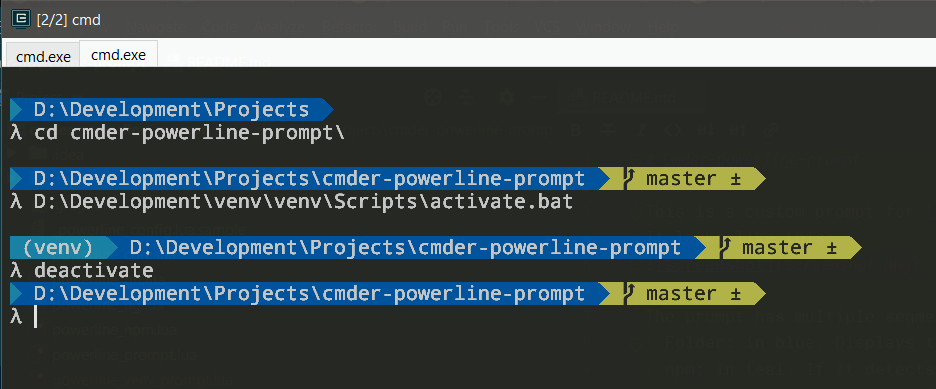 [2/2] cmd
cmd.exe cmd.exe
D:\Development\Projects
λ cd cmder-powerline-prompt\
D:\Development\Projects\cmder-powerline-prompt master ±
λ D:\Development\venv\venv\Scripts\activate.bat
(venv) D:\Development\Projects\cmder-powerline-prompt master ±
λ deactivate
D:\Development\Projects\cmder-powerline-prompt master ±
λ